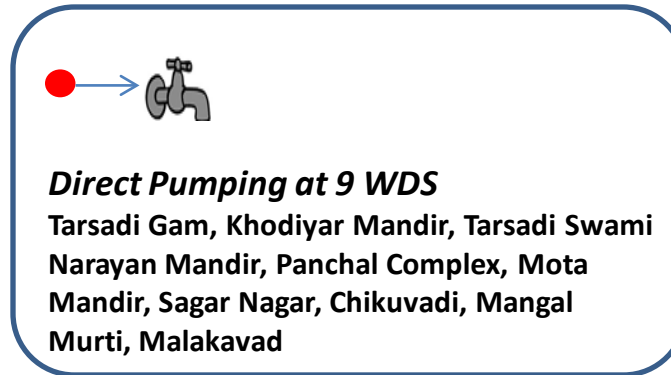 Direct Pumping at 9 WDS
Tarsadi Gam, Khodiyar Mandir, Tarsadi Swami
Narayan Mandir, Panchal Complex, Mota
Mandir, Sagar Nagar, Chikuvadi, Mangal
Murti, Malakavad